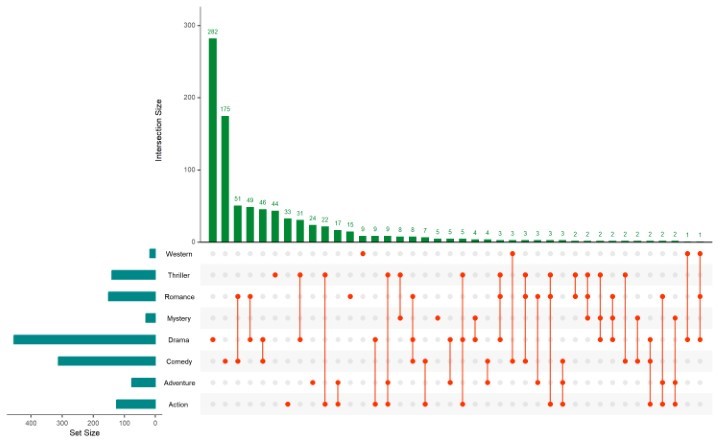 300
282
200
175
100
51 49 46 44 33 31 24 22 17 15 9 9 9 8 8 7 5 5 5 4 4 3 3 3 3 3 3 2 2 2 2 2 2 2 2 2 1 1
0
Intersection Size
Western
Thriller
Romance
Mystery
Drama
Comedy
Adventure
Action
400 300 200 100 0
Set Size